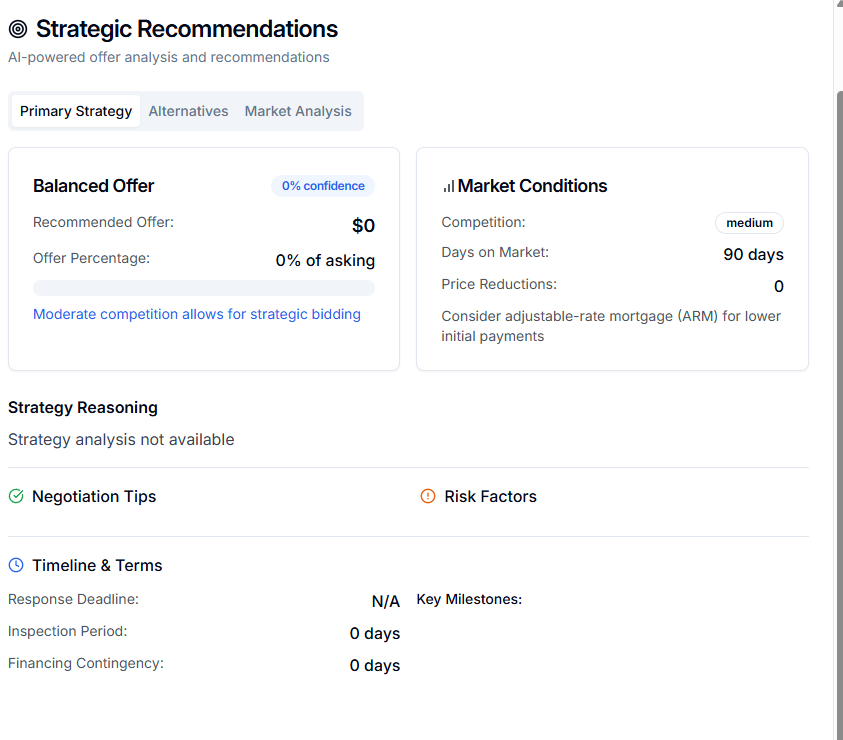 Strategic Recommendations
AI-powered offer analysis and recommendations
Primary Strategy
Alternatives
Market Analysis
Balanced Offer
0% confidence
Recommended Offer:
$0
Offer Percentage:
0% of asking
Moderate competition allows for strategic bidding
Market Conditions
Competition:
medium
Days on Market:
90 days
Price Reductions:
0
Consider adjustable-rate mortgage (ARM) for lower
initial payments
Strategy Reasoning
Strategy analysis not available
Negotiation Tips
Risk Factors
Timeline & Terms
Response Deadline:
N/A
Inspection Period:
0 days
Financing Contingency:
0 days
Key Milestones: